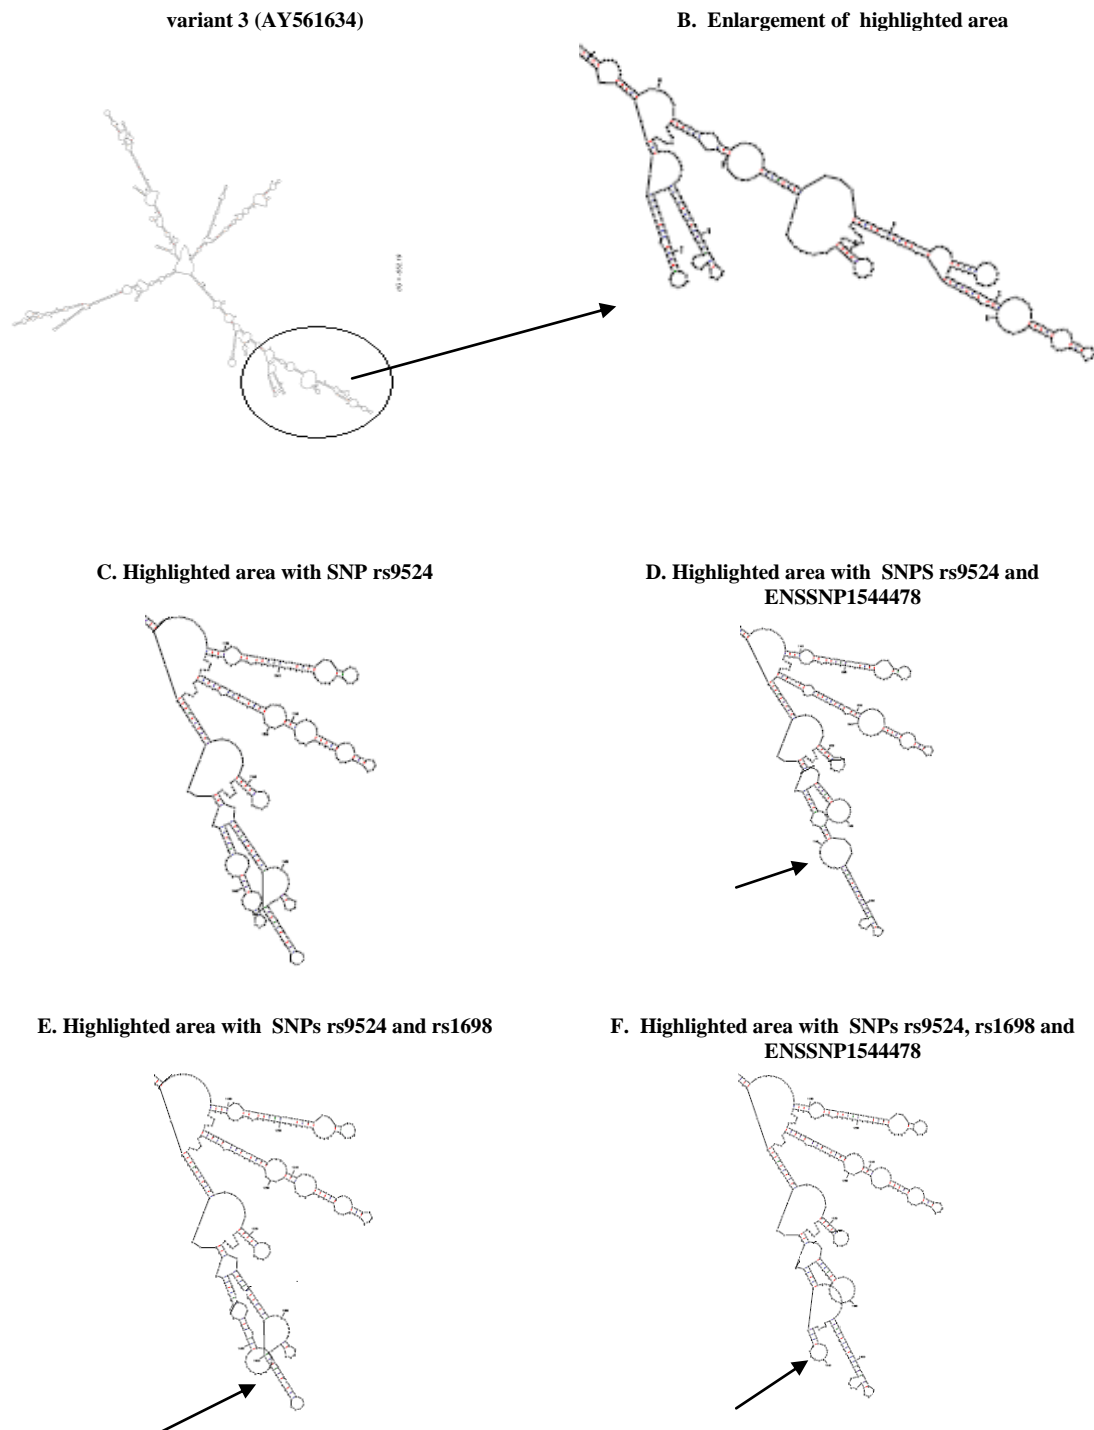 variant 3 (AY561634)
B. Enlargement of highlighted area
C. Highlighted area with SNP rs9524
D. Highlighted area with SNPS rs9524 and
ENSSNP1544478
E. Highlighted area with SNPs rs9524 and rs1698
F. Highlighted area with SNPs rs9524, rs1698 and
ENSSNP1544478